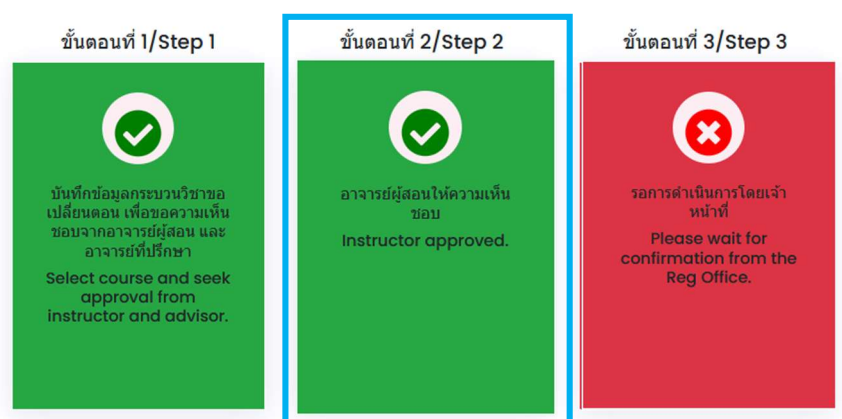 ขั้นตอนที่ 1/Step 1
บันทึกข้อมูลกระบวนวิชาขอ
เปลี่ยนตอน เพื่อขอความเห็น
ชอบจากอาจารย์ผู้สอน และ
อาจารย์ที่ปรึกษา
Select course and seek
approval from
instructor and advisor.
ขั้นตอนที่ 2/Step 2
อาจารย์ผู้สอนให้ความเห็น
ชอบ
Instructor approved.
ขั้นตอนที่ 3/Step 3
รอการดำเนินการโดยเจ้า
หน้าที่
Please wait for
confirmation from the
Reg Office.